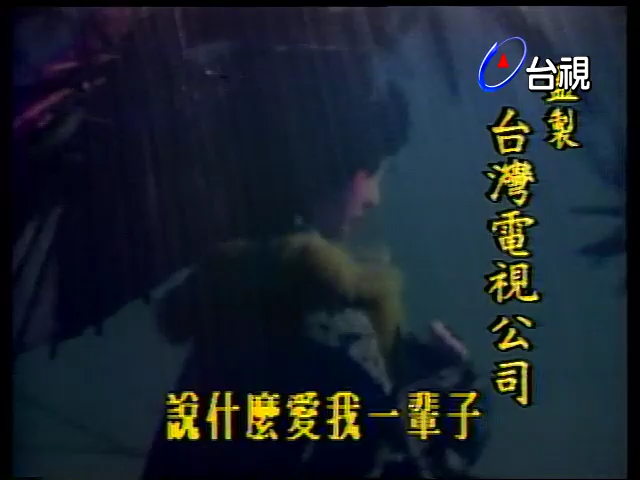 台視
監製
台灣電視公司
說什麼愛我一輩子